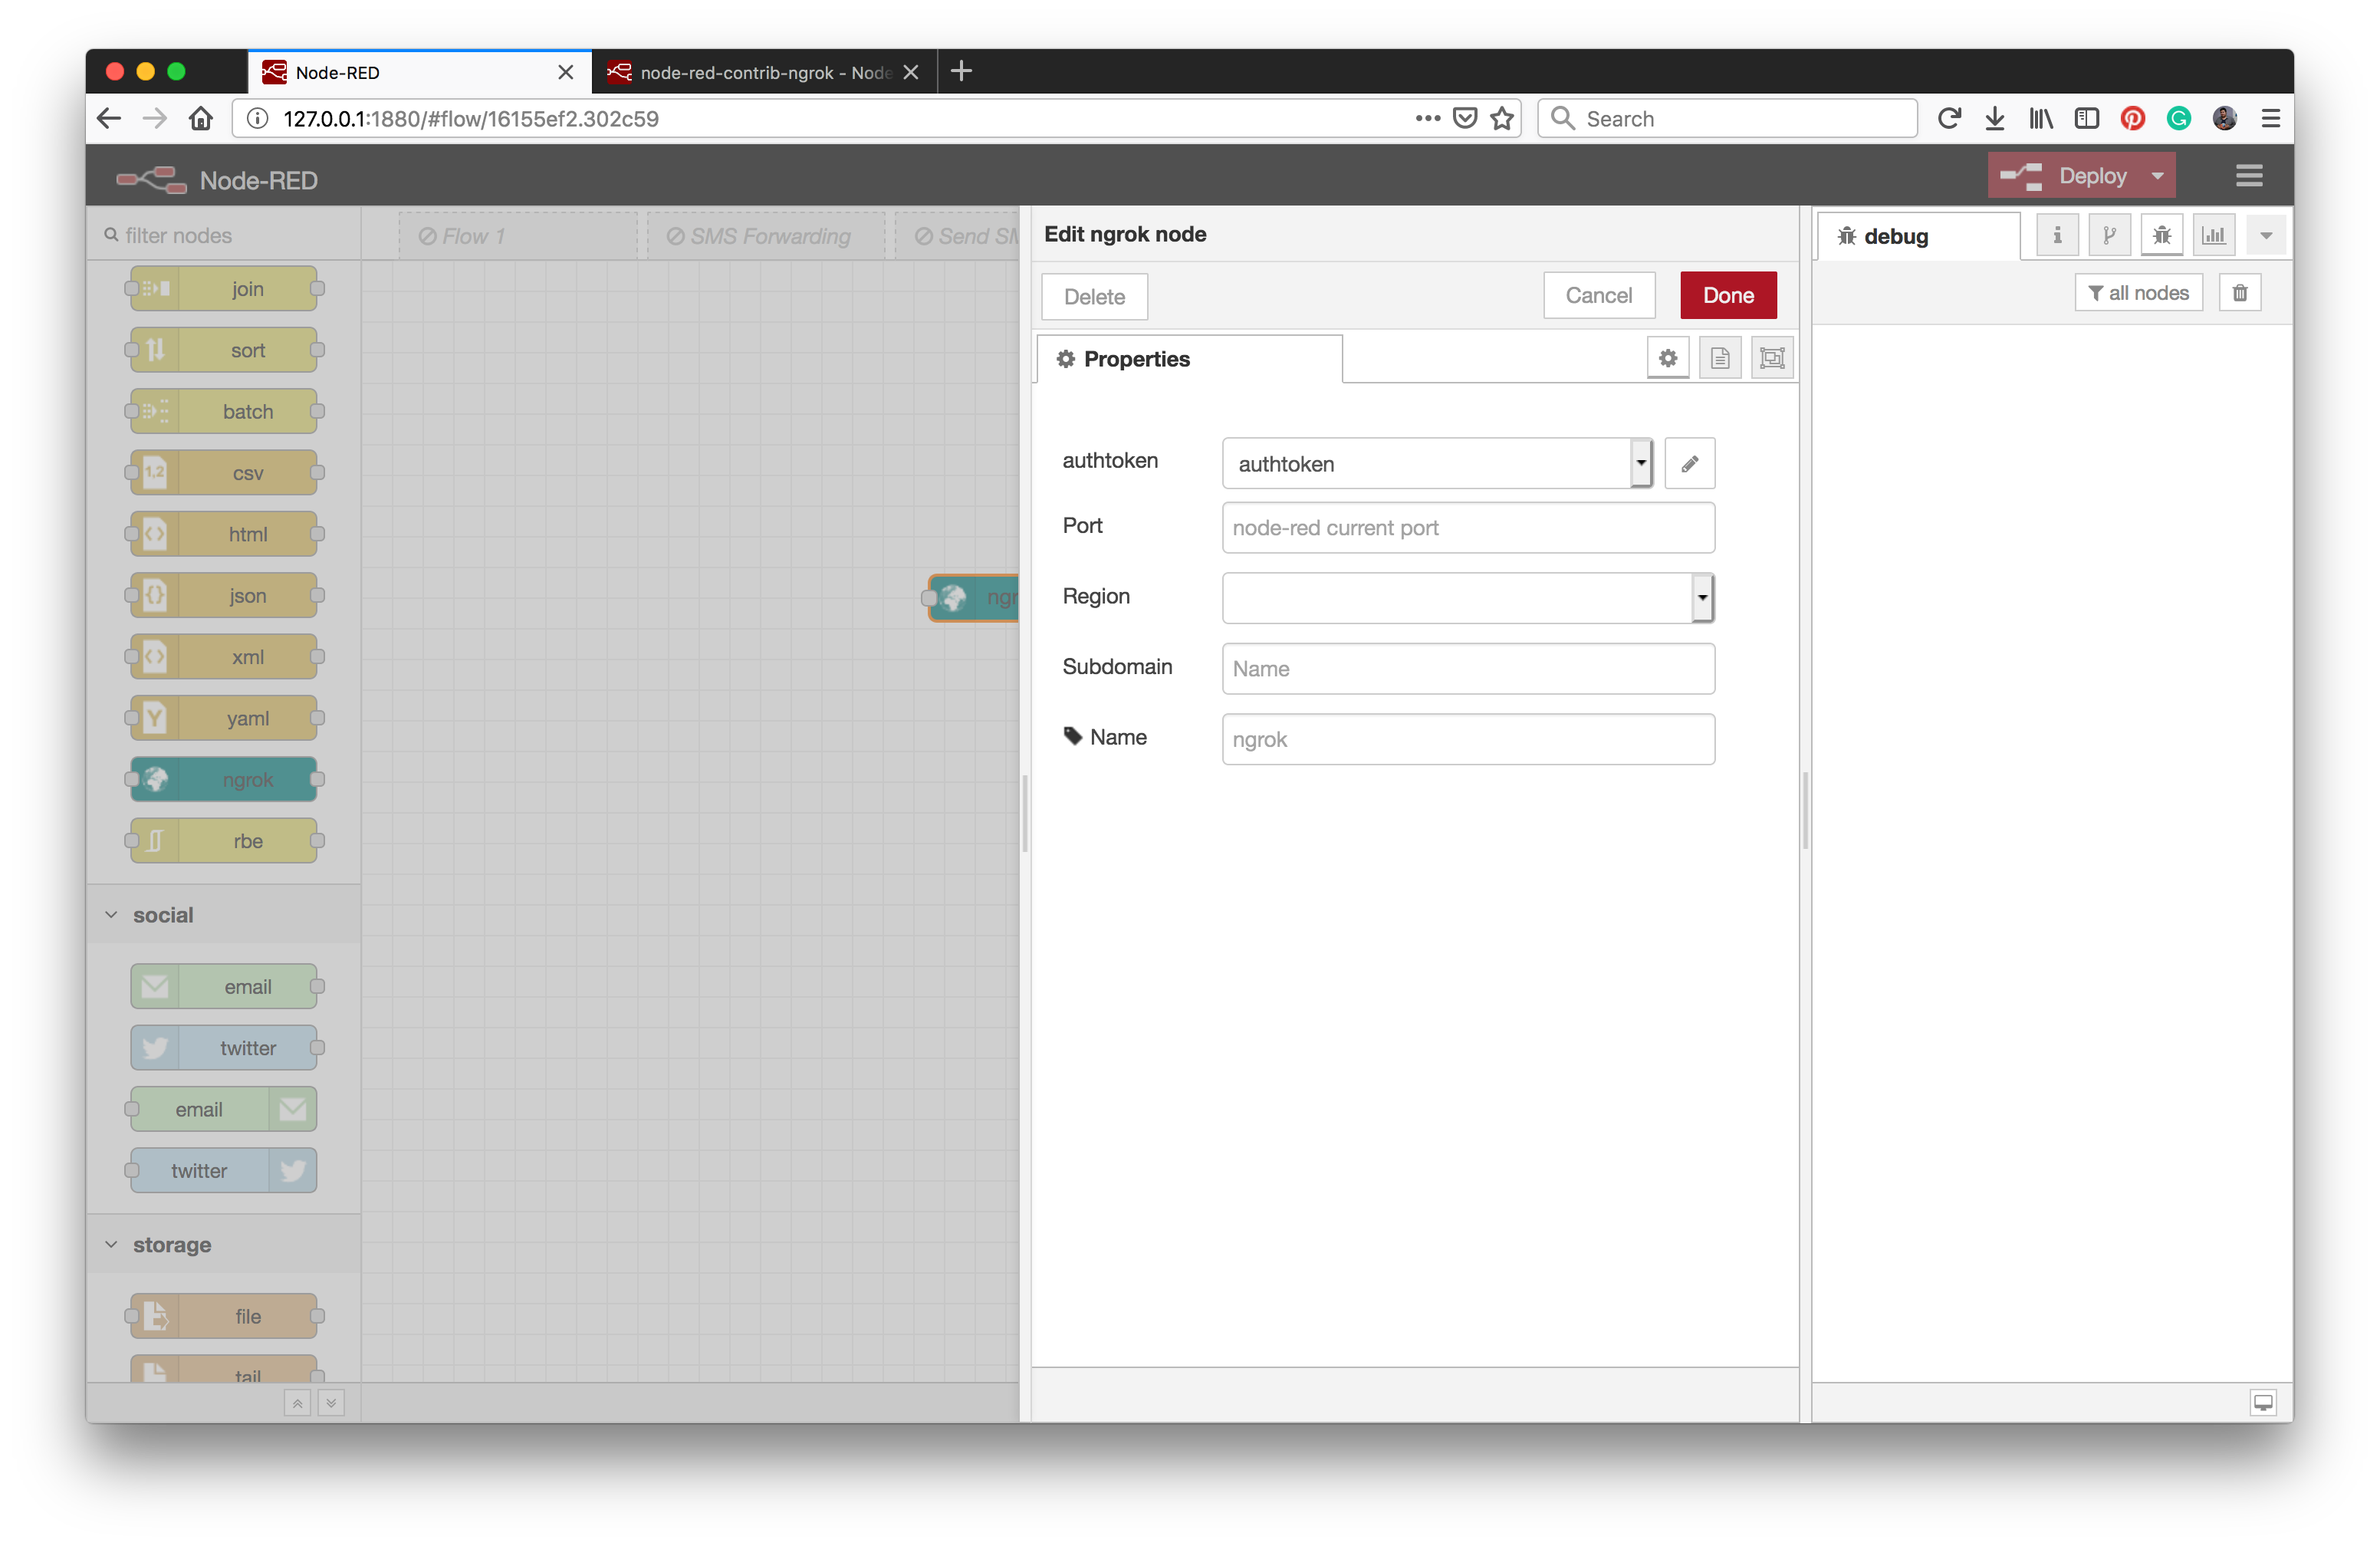 Node-RED
node-red-contrib-ngrok - Node
127.0.0.1:1880/#flow/16155ef2.302c59
Search
Node-RED
Deploy
filter nodes
Flow 1
SMS Forwarding
Send SM
join
sort
batch
1,2
csv
html
json
xml
Y
yaml
ngrok
rbe
social
email
twitter
email
twitter
storage
file
tail
ngr
Edit ngrok node
Delete
Cancel
Done
Properties
authtoken
authtoken
Port
node-red current port
Region
Subdomain
Name
Name
ngrok
debug
all nodes